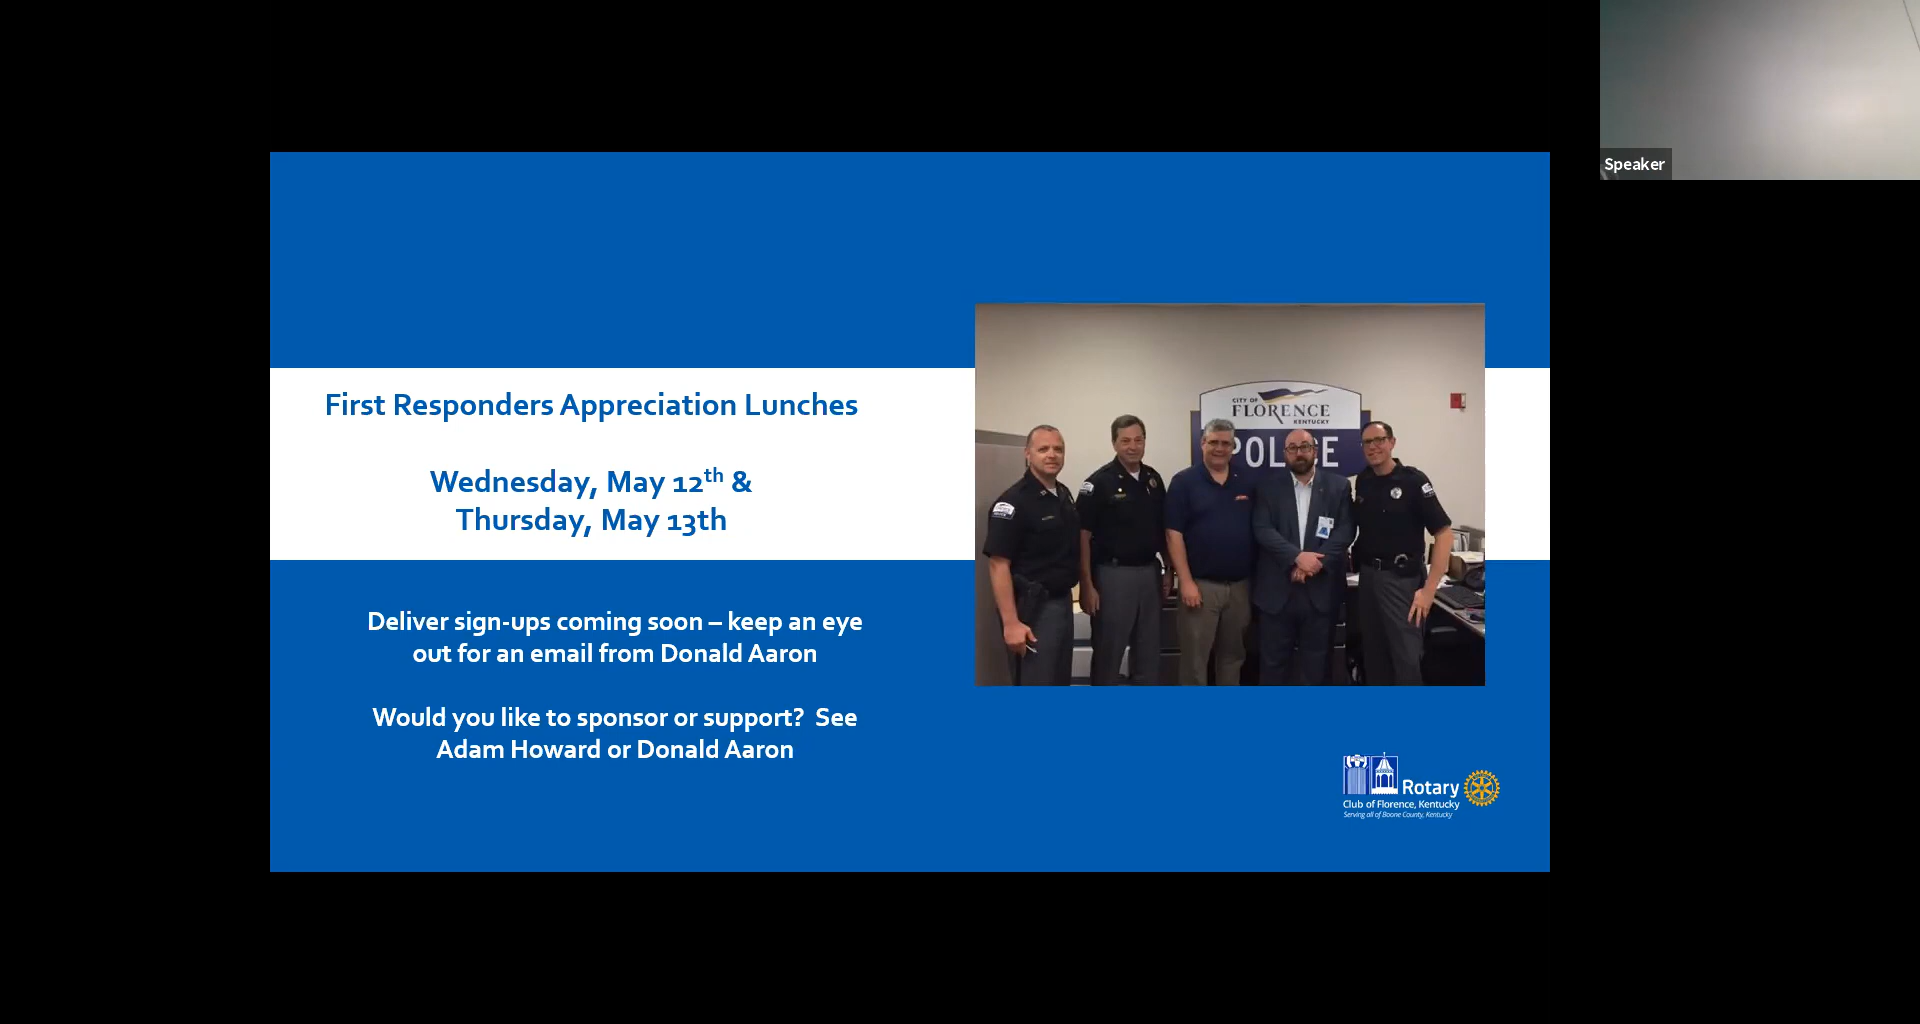 Speaker
First Responders Appreciation Lunches
Wednesday, May 12th &
Thursday, May 13th
Deliver sign-ups coming soon – keep an eye
out for an email from Donald Aaron
Would you like to sponsor or support?  See
Adam Howard or Donald Aaron
CITY OF
FLORENCE
KENTUCKY
POLICE
Rotary
Club of Florence, Kentucky
Serving all of Boone County, Kentucky